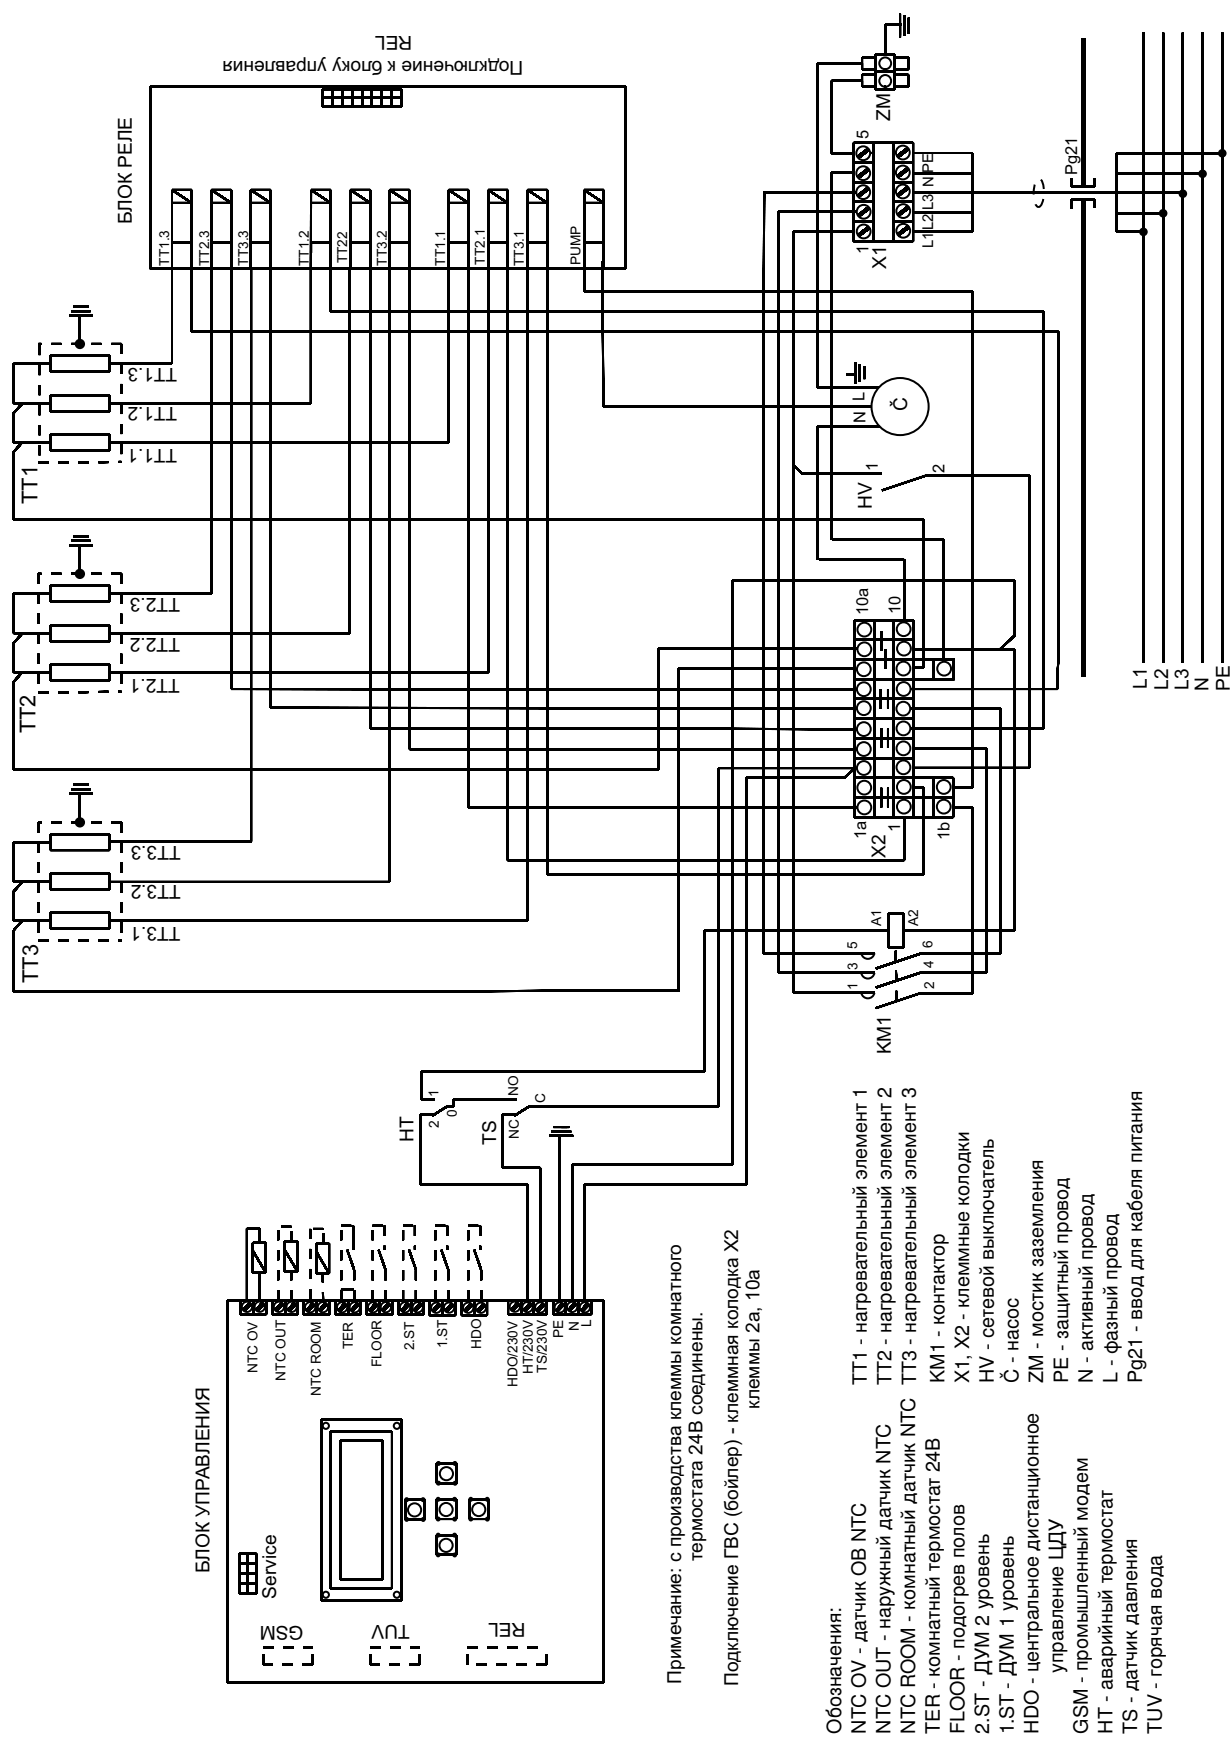 БЛОК УПРАВЛЕНИЯ
GSM
TUV
REL
Service
NTC OV
NTC OUT
NTC ROOM
TER
FLOOR
2.ST
1.ST
HDO
HDO/230V
HT/230V
TS/230V
PE
N
L
HT
2
1
0
TS
NC
NO
C
TT3
TT3.1
TT3.2
TT3.3
TT2
TT2.1
TT2.2
TT2.3
TT1
TT1.1
TT1.2
TT1.3
БЛОК РЕЛЕ
Подключение к блоку управления
REL
TT1.3
TT2.3
TT3.3
TT1.2
TT22
TT3.2
TT1.1
TT2.1
TT3.1
PUMP
KM1
1
3
5
2
4
6
A1
A2
X2
1a
1
1b
10a
10
HV
1
2
N
L
Č
X1
1
5
L1
L2
L3
N
PE
ZM
Pg21
L1
L2
L3
N
PE
Примечание: с производства клеммы комнатного
термостата 24В соединены.
Подключение ГВС (бойлер) - клеммная колодка X2
клеммы 2а, 10а
Обозначения:
NTC OV - датчик ОВ NTC
NTC OUT - наружный датчик NTC
NTC ROOM - комнатный датчик NTC
TER - комнатный термостат 24В
FLOOR - подогрев полов
2.ST - ДУМ 2 уровень
1.ST - ДУМ 1 уровень
HDO - центральное дистанционное
управление ЦДУ
GSM - промышленный модем
HT - аварийный термостат
TS - датчик давления
TUV - горячая вода
TT1 - нагревательный элемент 1
TT2 - нагревательный элемент 2
TT3 - нагревательный элемент 3
KM1 - контактор
X1, X2 - клеммные колодки
HV - сетевой выключатель
Č - насос
ZM - мостик заземления
PE - защитный провод
N - активный провод
L - фазный провод
Pg21 - ввод для кабеля питания